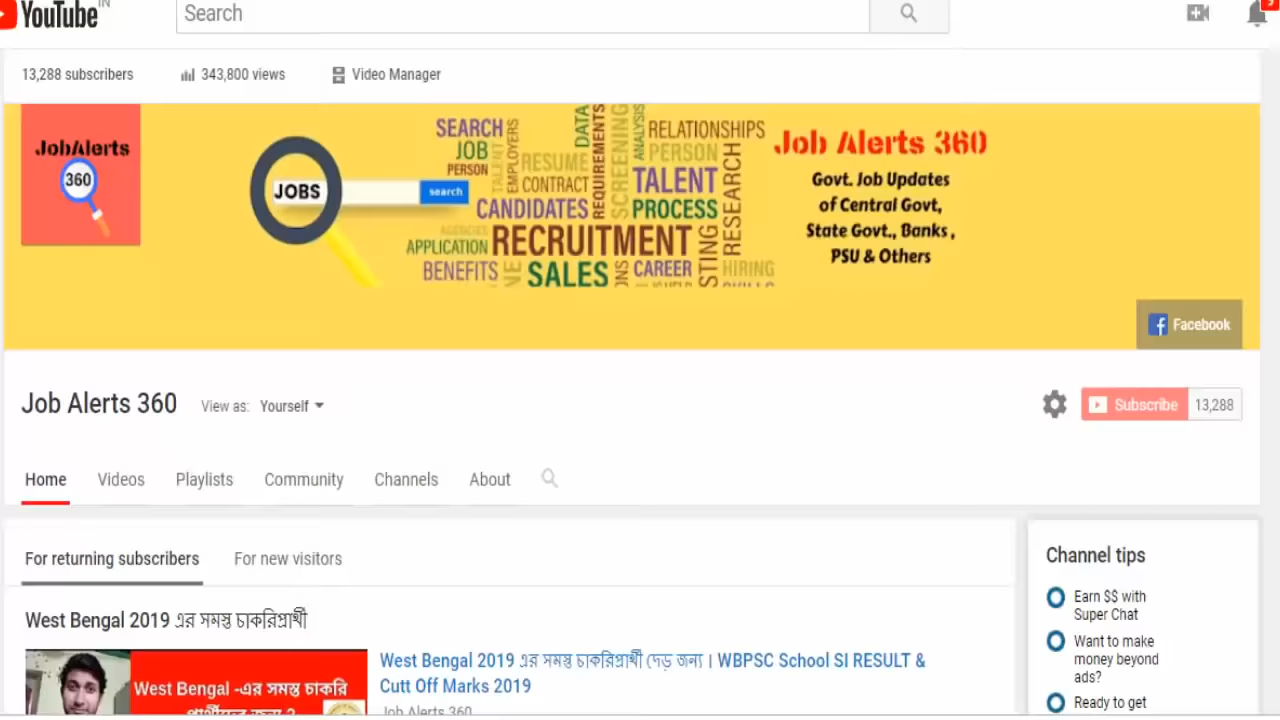 YouTube IN
Search
13,288 subscribers
343,800 views
Video Manager
JobAlerts
360
JOBS
search
SEARCH
JOB
PERSON
TALENT
EMPLOYERS
RESUME
CONTRACT
CANDIDATES
DATA
REQUIREMENTS
SCREENING
ANALYSIS
RELATIONSHIPS
PERSON
TALENT
PROCESS
RESEARCH
AGENCIES
APPLICATION
RECRUITMENT
BENEFITS
SALES
CAREER
HIRING
Job Alerts 360
Govt. Job Updates
of Central Govt,
State Govt., Banks ,
PSU & Others
Facebook
Job Alerts 360
View as: Yourself
Subscribe 13,288
Home Videos Playlists Community Channels About
For returning subscribers
For new visitors
West Bengal 2019 এর সমস্ত চাকরিপ্রার্থী
West Bengal -এর সমস্ত চাকরি
প্রার্থীদের জন্য ?
West Bengal 2019 এর সমস্ত চাকরিপ্রার্থী দেড় জন্য । WBPSC School SI RESULT &
Cutt Off Marks 2019
Job Alerts 360
Channel tips
Earn $$ with
Super Chat
Want to make
money beyond
ads?
Ready to get